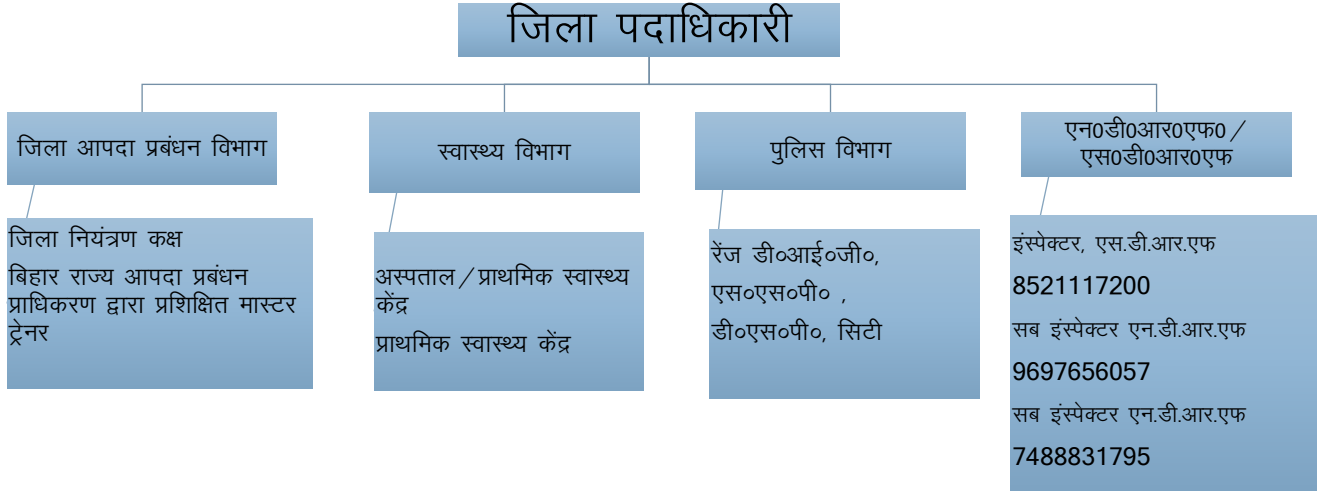 जिला पदाधिकारी
जिला आपदा प्रबंधन विभाग
जिला नियंत्रण कक्ष
बिहार राज्य आपदा प्रबंधन
प्राधिकरण द्वारा प्रशिक्षित मास्टर
ट्रेनर
स्वास्थ्य विभाग
अस्पताल/प्राथमिक स्वास्थ्य
केंद्र
प्राथमिक स्वास्थ्य केंद्र
पुलिस विभाग
रेंज डी०आई०जी०,
एस०एस०पी० ,
डी०एस०पी०, सिटी
एन0डी0आर0एफ0/
एस0डी0आर0एफ
इंस्पेक्टर, एस.डी.आर.एफ
8521117200
सब इंस्पेक्टर एन.डी.आर.एफ
9697656057
सब इंस्पेक्टर एन.डी.आर.एफ
7488831795